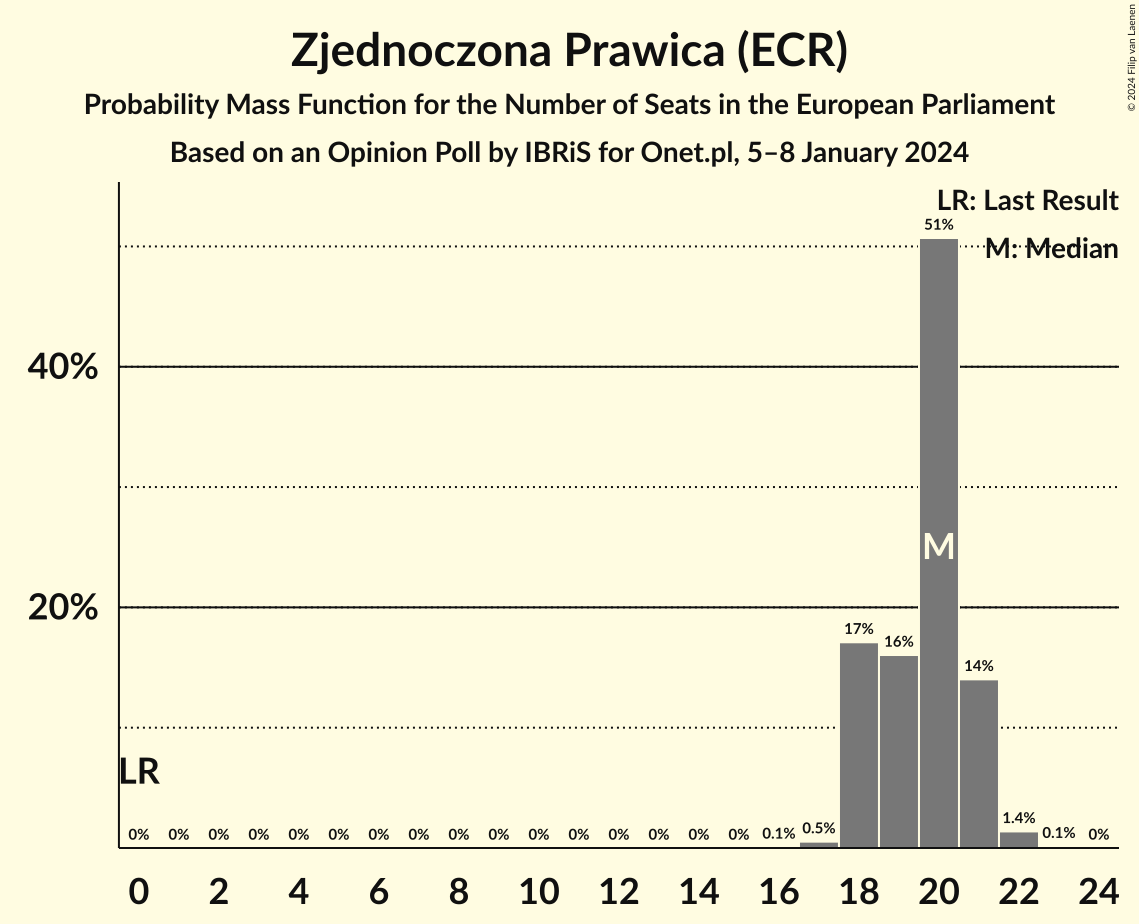 Zjednoczona Prawica (ECR)
Probability Mass Function for the Number of Seats in the European Parliament
Based on an Opinion Poll by IBRiS for Onet.pl, 5–8 January 2024
© 2024 Filip van Laenen
LR: Last Result
M: Median
51%
40%
20%
M
17%
16%
14%
LR
0% 0% 0% 0% 0% 0% 0% 0% 0% 0% 0% 0% 0% 0% 0% 0% 0.1% 0.5% 1.4% 0.1% 0%
0 2 4 6 8 10 12 14 16 18 20 22 24